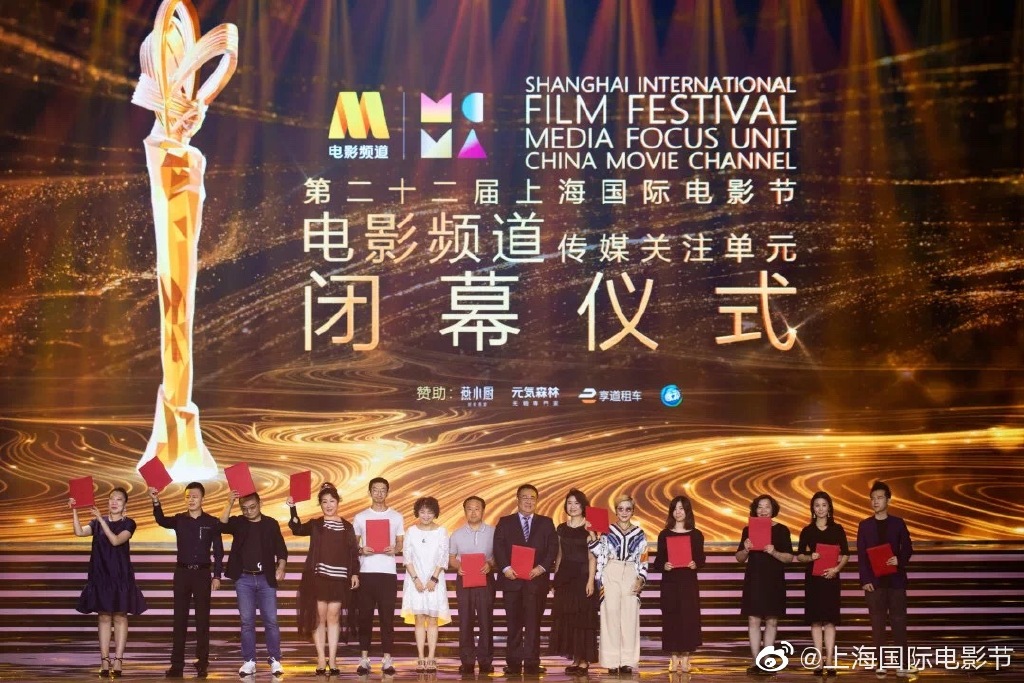 SHANGHAI INTERNATIONAL
FILM FESTIVAL
MEDIA FOCUS UNIT
CHINA MOVIE CHANNEL
M
电影频道
MC
MA
第二十二届上海国际电影节
电影频道传媒关注单元
闭幕仪式
赞助：燕小厨 元気森林 享道租车
@上海国际电影节